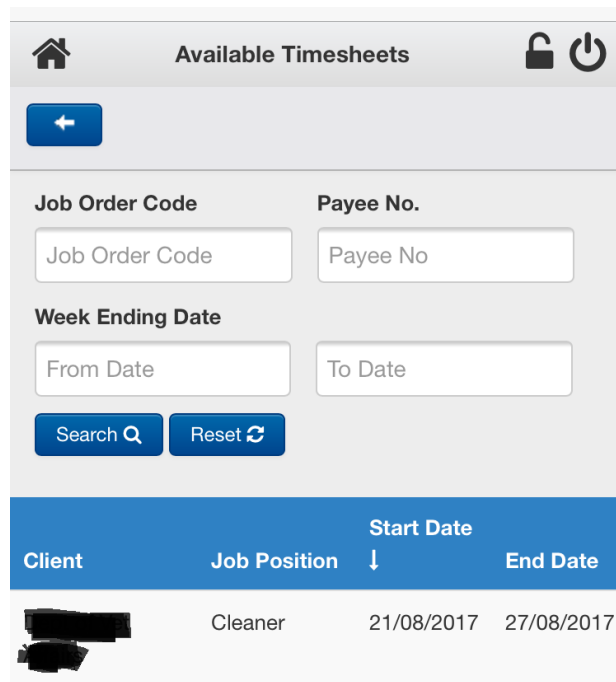 Available Timesheets
Job Order Code Payee No.
Job Order Code Payee No
Week Ending Date
From Date To Date
Search Reset
Start Date
Client Job Position ↓ End Date
Cleaner 21/08/2017 27/08/2017